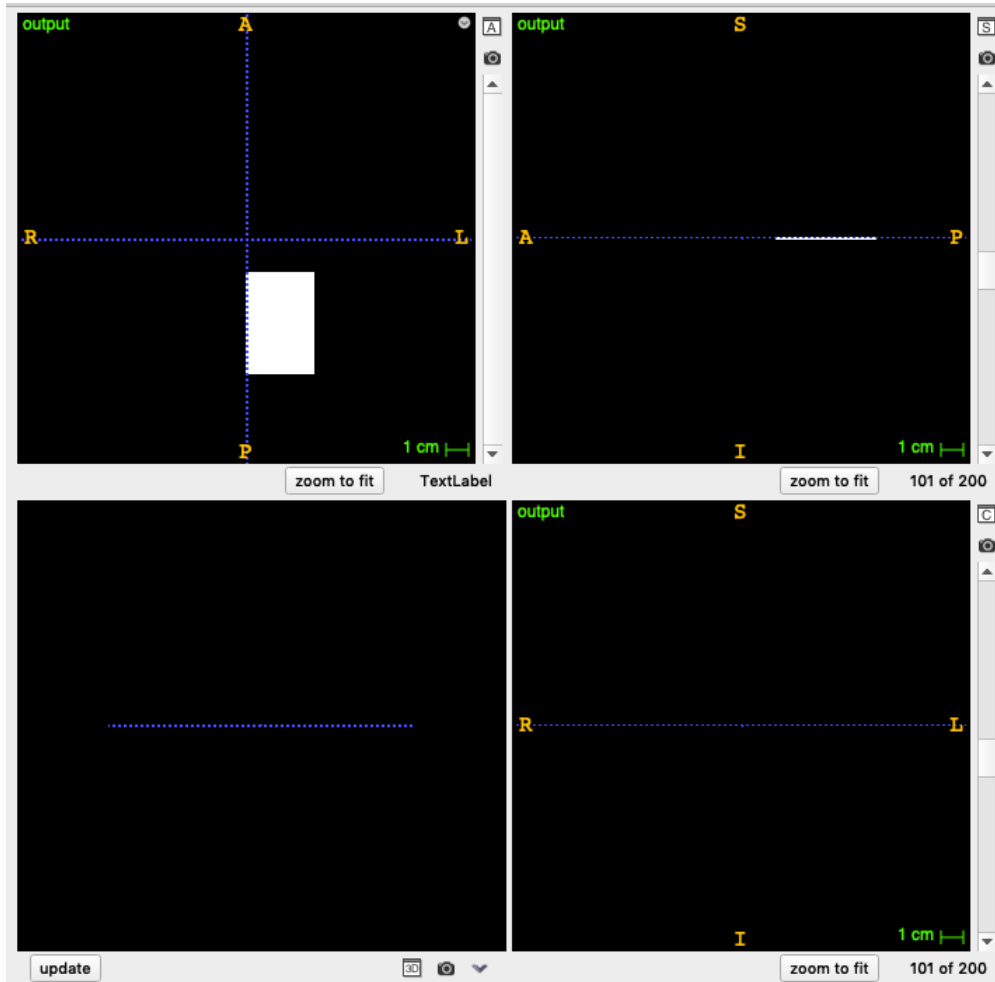 output A A
R L
P 1 cm
zoom to fit TextLabel
output S S
A P
I 1 cm
zoom to fit 101 of 200
3D
update
output S C
R L
I 1 cm
zoom to fit 101 of 200